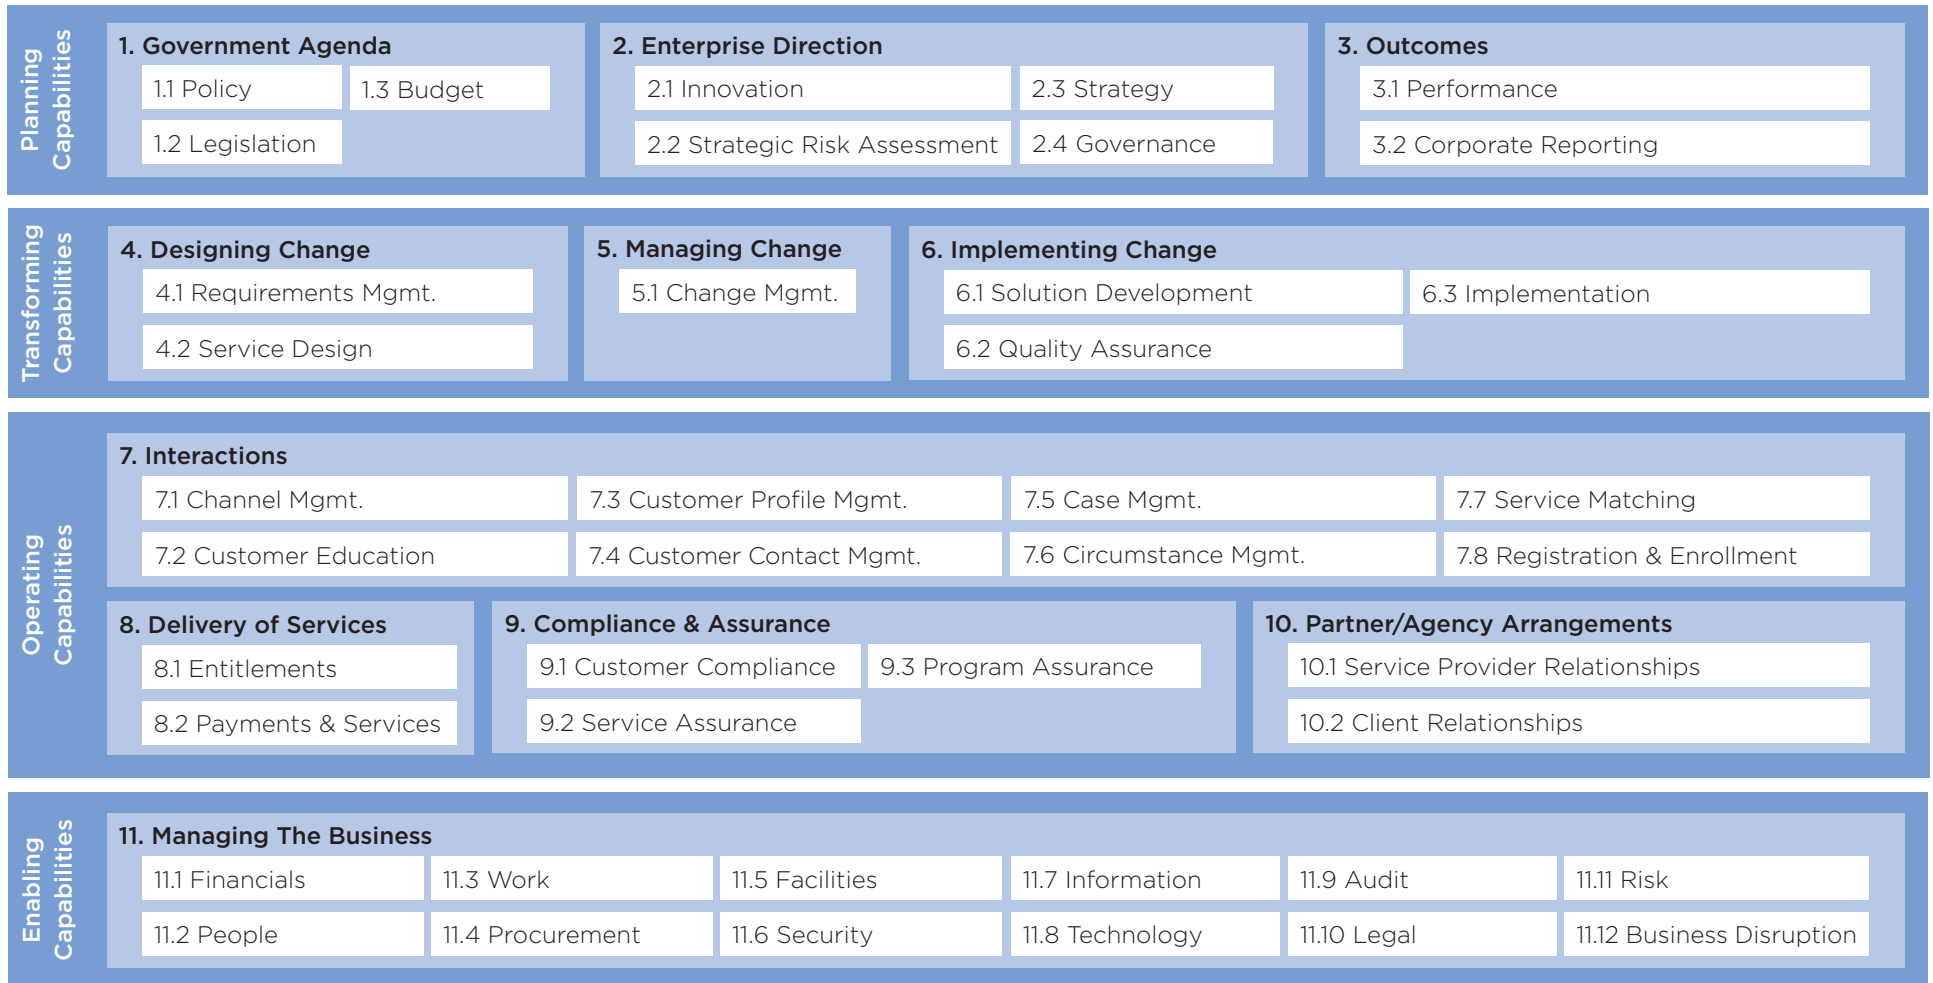 Planning
Capabilities
1. Government Agenda
1.1 Policy
1.3 Budget
1.2 Legislation
2. Enterprise Direction
2.1 Innovation
2.3 Strategy
2.2 Strategic Risk Assessment
2.4 Governance
3. Outcomes
3.1 Performance
3.2 Corporate Reporting
Transforming
Capabilities
4. Designing Change
4.1 Requirements Mgmt.
4.2 Service Design
5. Managing Change
5.1 Change Mgmt.
6. Implementing Change
6.1 Solution Development
6.3 Implementation
6.2 Quality Assurance
Operating
Capabilities
7. Interactions
7.1 Channel Mgmt.
7.3 Customer Profile Mgmt.
7.5 Case Mgmt.
7.7 Service Matching
7.2 Customer Education
7.4 Customer Contact Mgmt.
7.6 Circumstance Mgmt.
7.8 Registration & Enrollment
8. Delivery of Services
8.1 Entitlements
8.2 Payments & Services
9. Compliance & Assurance
9.1 Customer Compliance
9.3 Program Assurance
9.2 Service Assurance
10. Partner/Agency Arrangements
10.1 Service Provider Relationships
10.2 Client Relationships
Enabling
Capabilities
11. Managing The Business
11.1 Financials
11.3 Work
11.5 Facilities
11.7 Information
11.9 Audit
11.11 Risk
11.2 People
11.4 Procurement
11.6 Security
11.8 Technology
11.10 Legal
11.12 Business Disruption